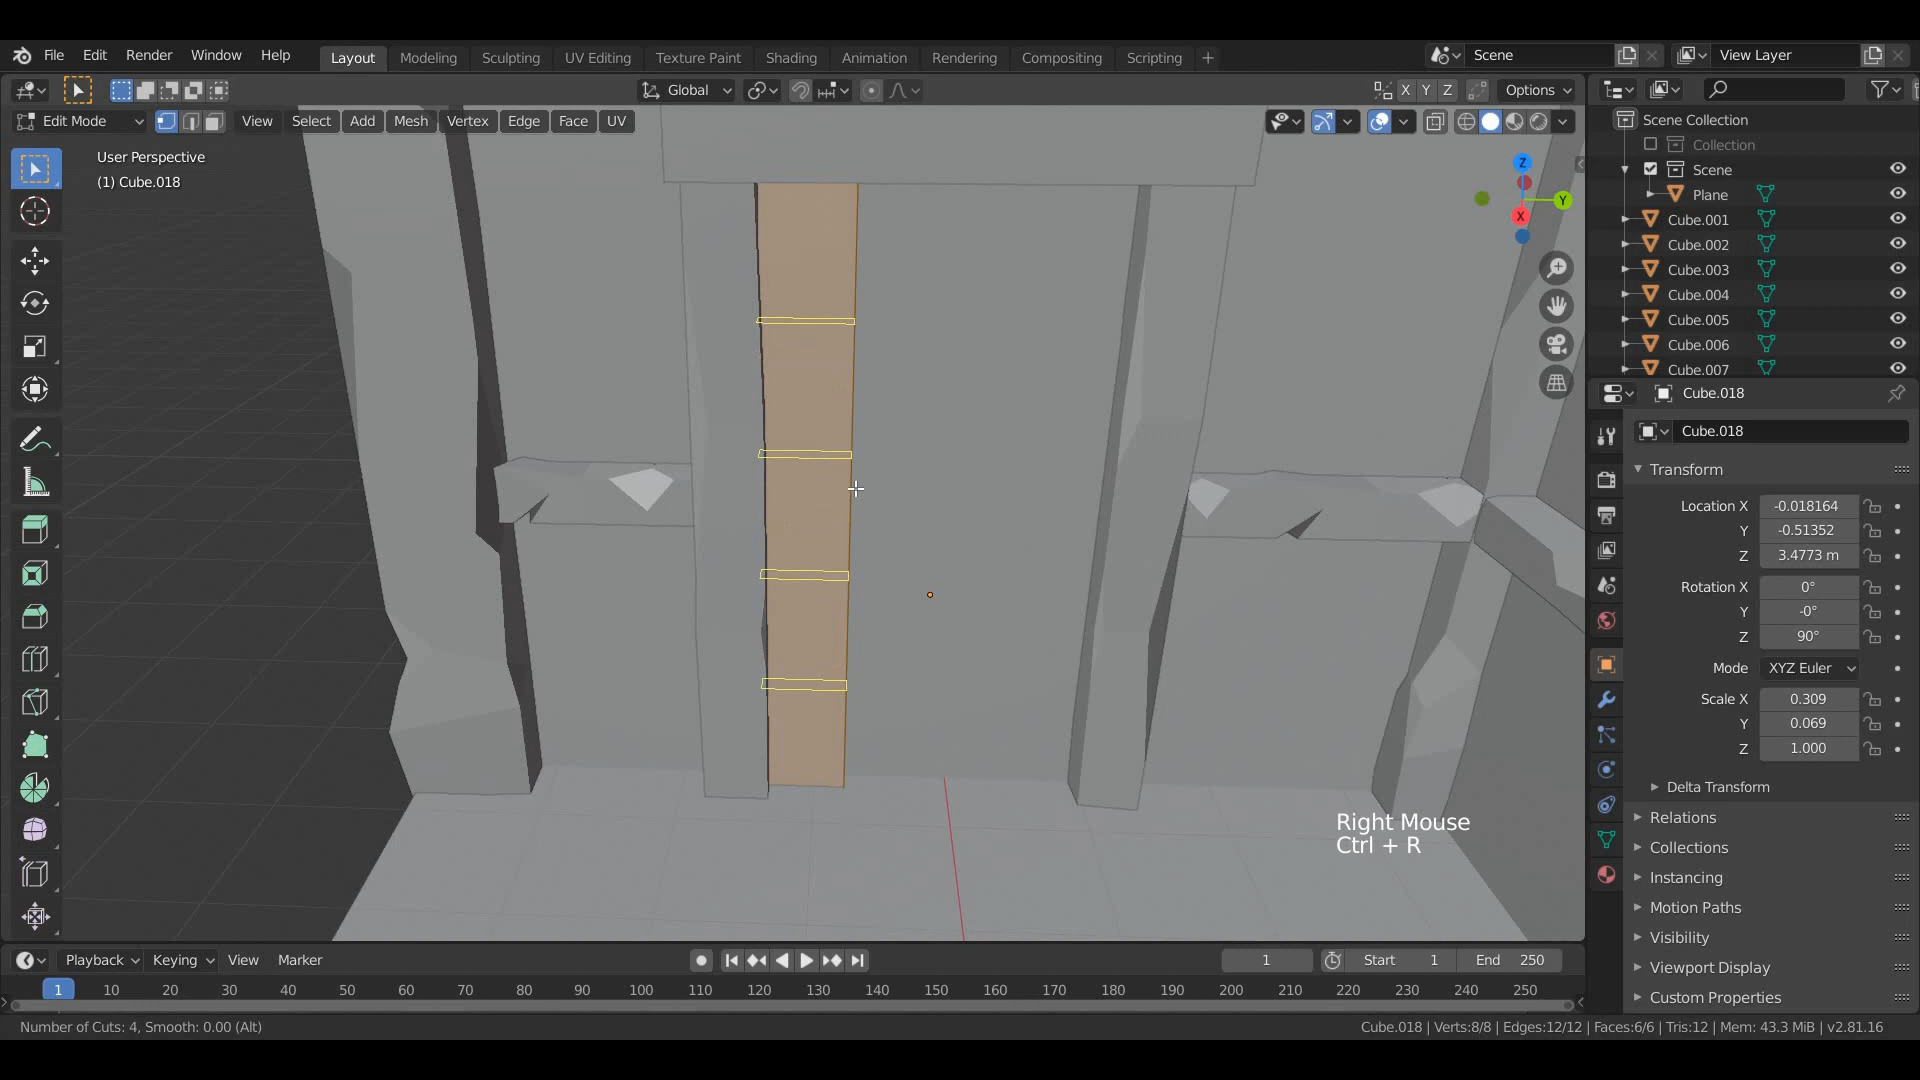 File Edit Render Window Help Layout Modeling Sculpting UV Editing Texture Paint Shading Animation Rendering Compositing Scripting + Scene View Layer
Global X Y Z Options
Edit Mode View Select Add Mesh Vertex Edge Face UV
User Perspective
(1) Cube.018
Z
Y
X
Right Mouse
Ctrl + R
Scene Collection
Collection
Scene
Plane
Cube.001
Cube.002
Cube.003
Cube.004
Cube.005
Cube.006
Cube.007
Cube.018
Cube.018
Transform
Location X -0.018164
Y -0.51352
Z 3.4773 m
Rotation X 0°
Y -0°
Z 90°
Mode XYZ Euler
Scale X 0.309
Y 0.069
Z 1.000
Delta Transform
Relations
Collections
Instancing
Motion Paths
Visibility
Viewport Display
Custom Properties
Playback Keying View Marker 1 Start 1 End 250
1 10 20 30 40 50 60 70 80 90 100 110 120 130 140 150 160 170 180 190 200 210 220 230 240 250
Number of Cuts: 4, Smooth: 0.00 (Alt)
Cube.018 | Verts:8/8 | Edges:12/12 | Faces:6/6 | Tris:12 | Mem: 43.3 MiB | v2.81.16